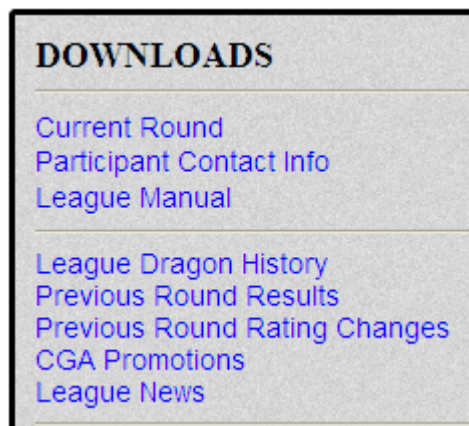 DOWNLOADS
Current Round
Participant Contact Info
League Manual
League Dragon History
Previous Round Results
Previous Round Rating Changes
CGA Promotions
League News